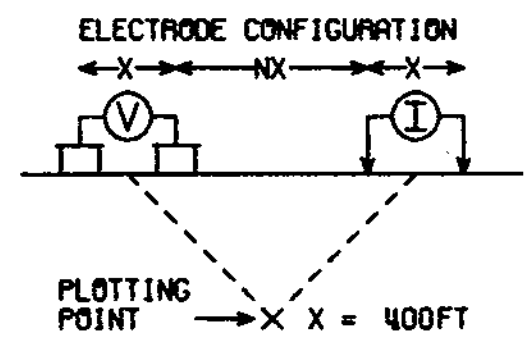 ELECTRODE CONFIGURATION
X NX X
V I
PLOTTING
POINT X X = 400FT